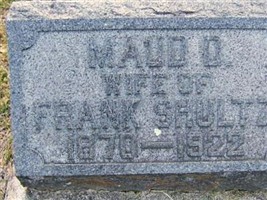 MAUD D.
WIFE OF
FRANK SHULTZ
1870—1922